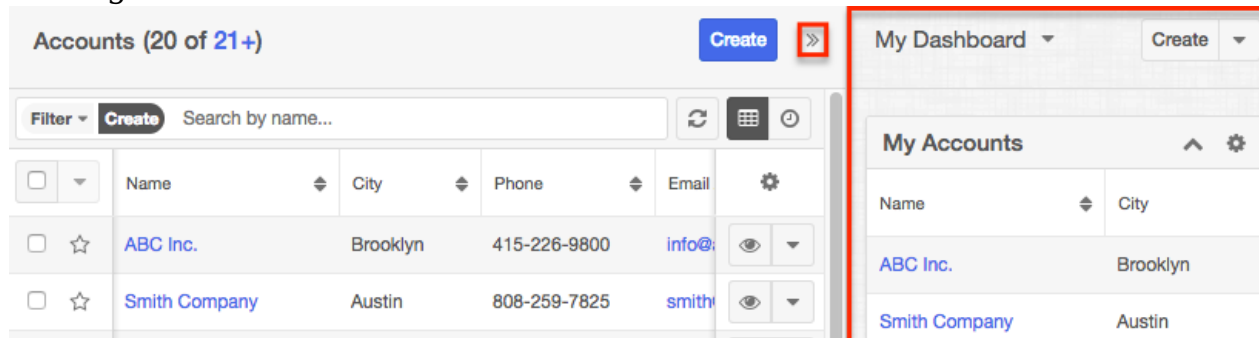 Accounts (20 of 21+)
Create
»
My Dashboard
Create
Filter
Create
Search by name...
My Accounts
Name
City
Phone
Email
Name
City
ABC Inc.
Brooklyn
415-226-9800
info@
ABC Inc.
Brooklyn
Smith Company
Austin
808-259-7825
smith
Smith Company
Austin